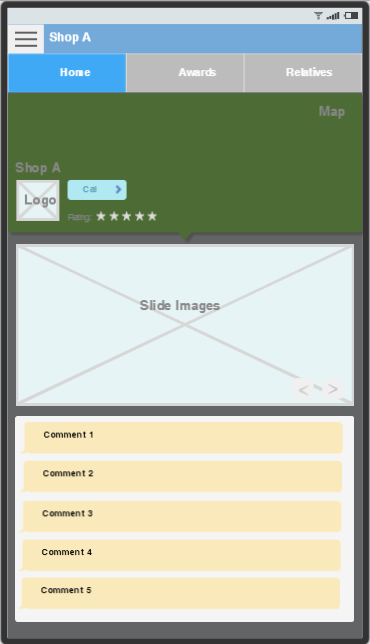 Shop A
Home Awards Relatives
Map
Shop A
Logo
Cal
Rating:
Slide Images
< >
Comment 1
Comment 2
Comment 3
Comment 4
Comment 5